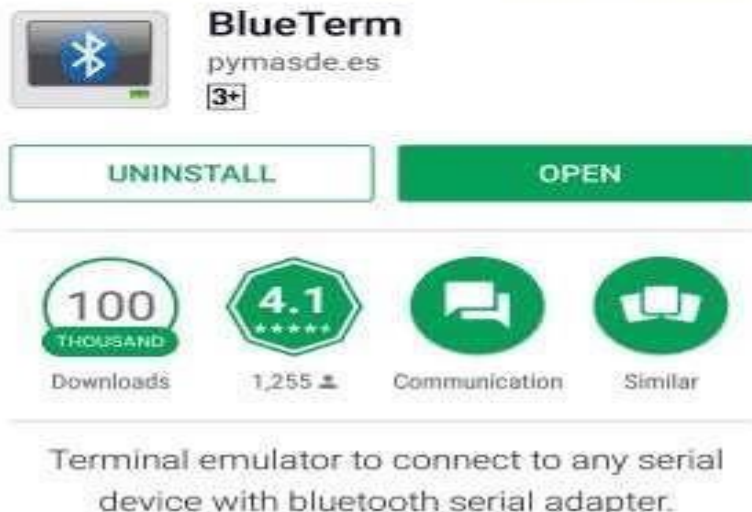 BlueTerm
pymasde.es
3+
UNINSTALL
OPEN
100
THOUSAND
Downloads
4.1
1,255
Communication
Similar
Terminal emulator to connect to any serial
device with bluetooth serial adapter.